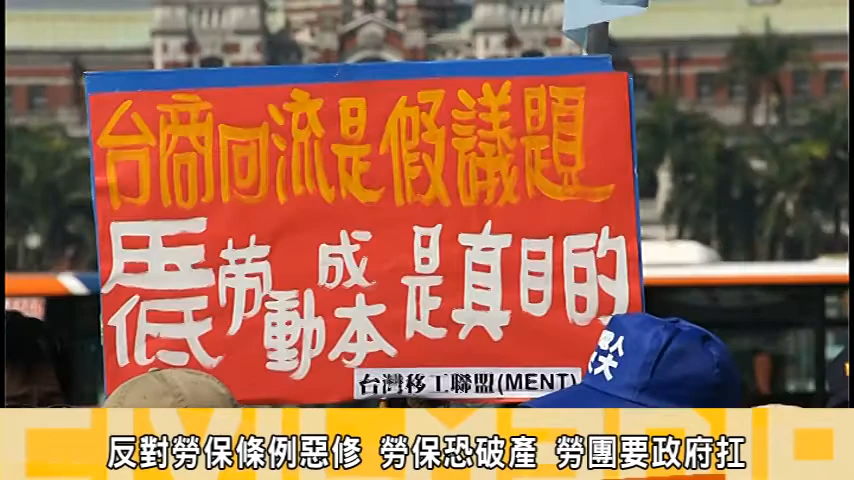 台商回流是假議題
壓低勞動成本是真目的
台灣移工聯盟(MENT)
反對勞保條例惡修 勞保恐破產 勞團要政府扛